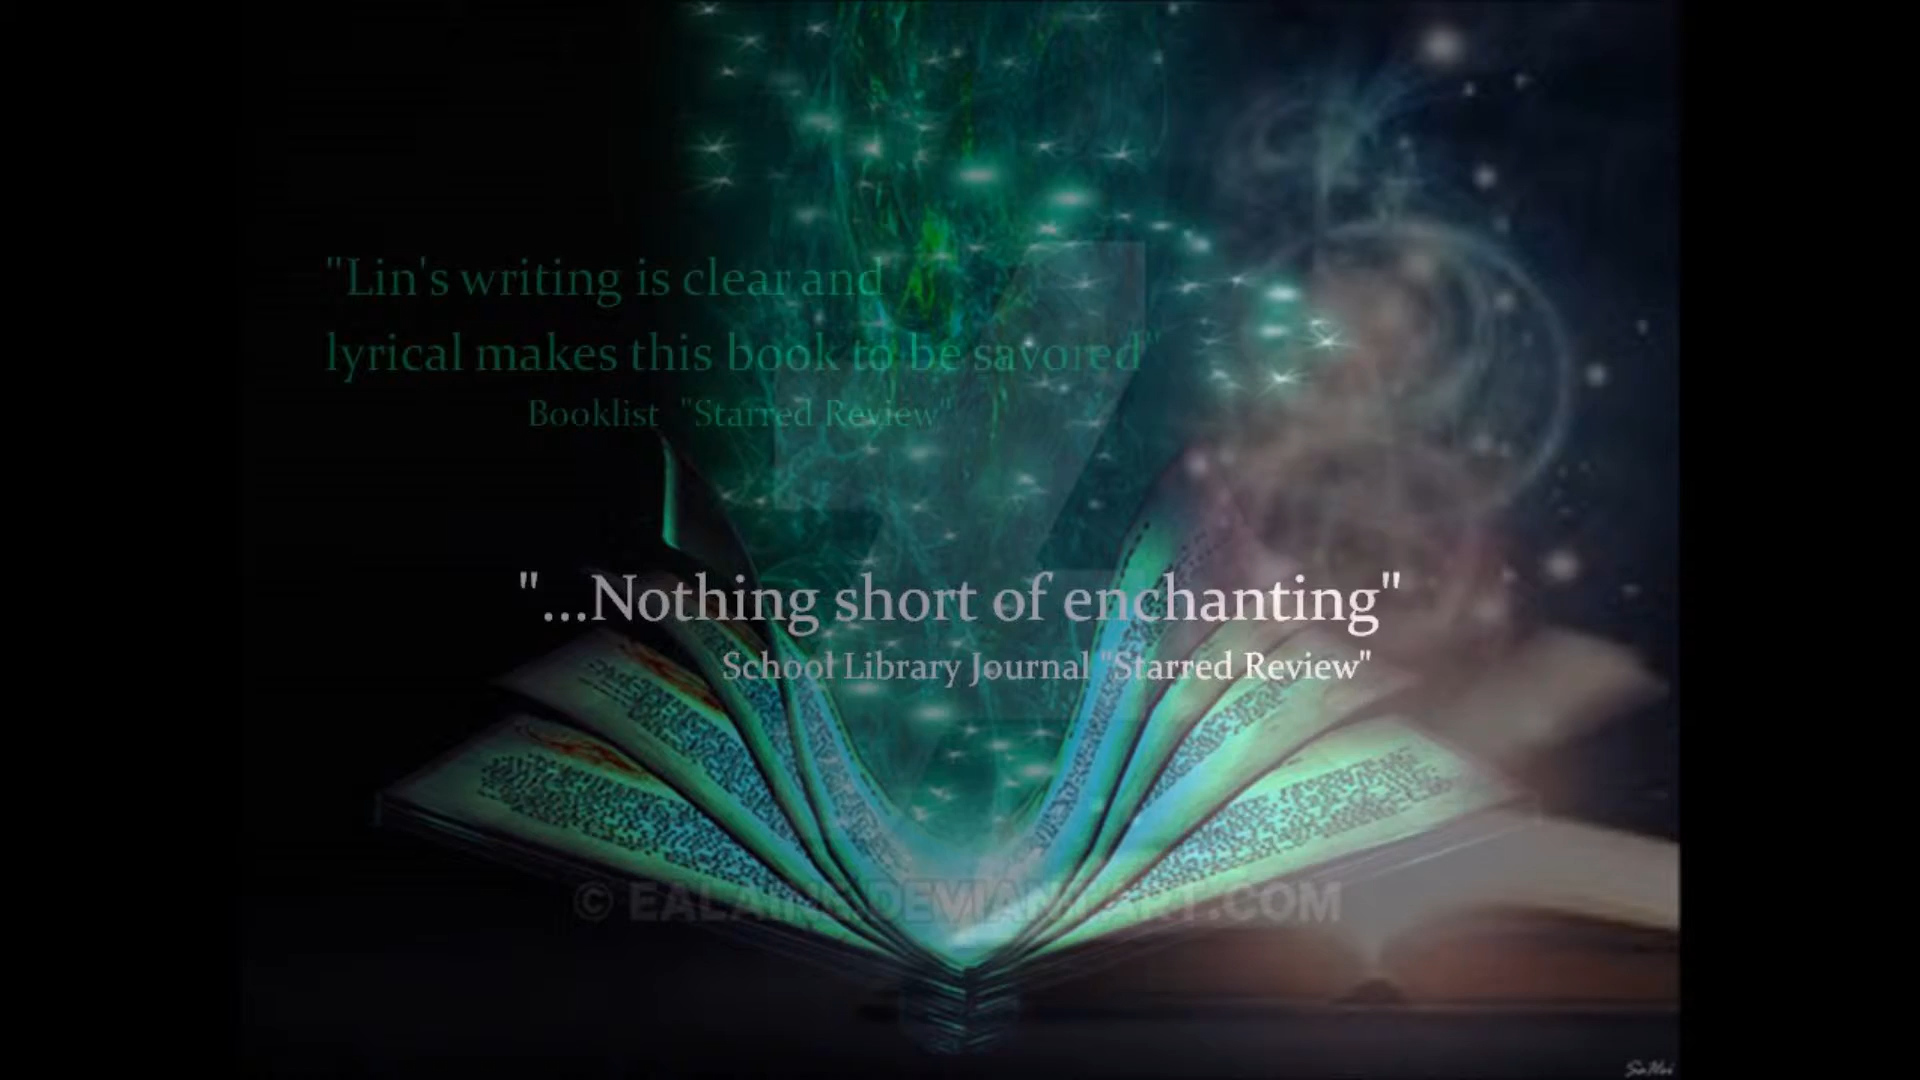 "Lin's writing is clear and
lyrical makes this book to be savored"
Booklist "Starred Review"
"...Nothing short of enchanting"
School Library Journal "Starred Review"